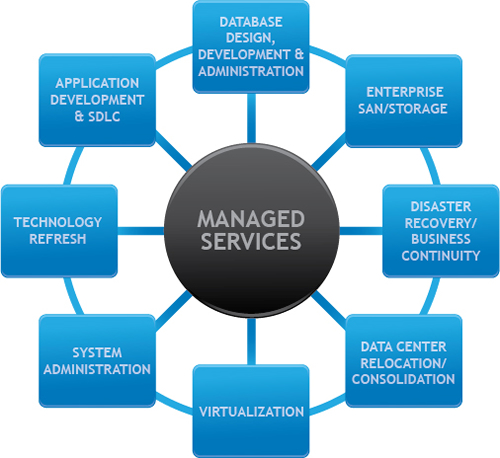 DATABASE
DESIGN,
DEVELOPMENT &
ADMINISTRATION
ENTERPRISE
SAN/STORAGE
DISASTER
RECOVERY/
BUSINESS
CONTINUITY
DATA CENTER
RELOCATION/
CONSOLIDATION
VIRTUALIZATION
SYSTEM
ADMINISTRATION
TECHNOLOGY
REFRESH
APPLICATION
DEVELOPMENT
& SDLC
MANAGED
SERVICES